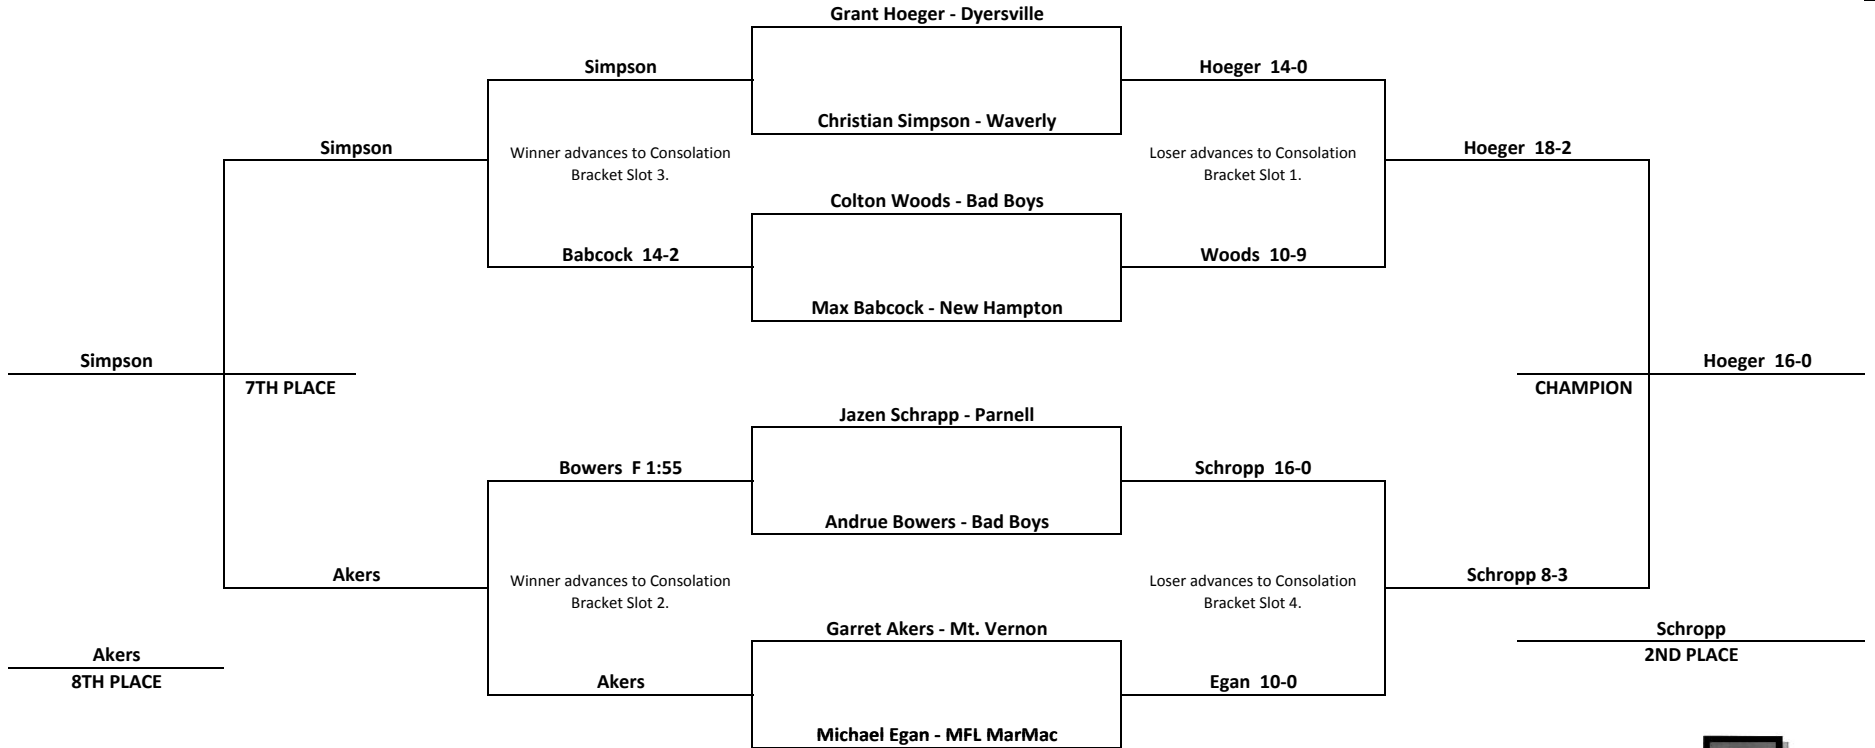 Grant Hoeger - Dyersville
Simpson
Hoeger 14-0
Christian Simpson - Waverly
Simpson
Winner advances to Consolation
Bracket Slot 3.
Loser advances to Consolation
Bracket Slot 1.
Hoeger 18-2
Colton Woods - Bad Boys
Babcock 14-2
Woods 10-9
Max Babcock - New Hampton
Simpson
7TH PLACE
Hoeger 16-0
CHAMPION
Jazen Schrapp - Parnell
Bowers F 1:55
Schropp 16-0
Andrue Bowers - Bad Boys
Akers
Winner advances to Consolation
Bracket Slot 2.
Loser advances to Consolation
Bracket Slot 4.
Schropp 8-3
Garret Akers - Mt. Vernon
Akers
8TH PLACE
Schropp
2ND PLACE
Akers
Egan 10-0
Michael Egan - MFL MarMac